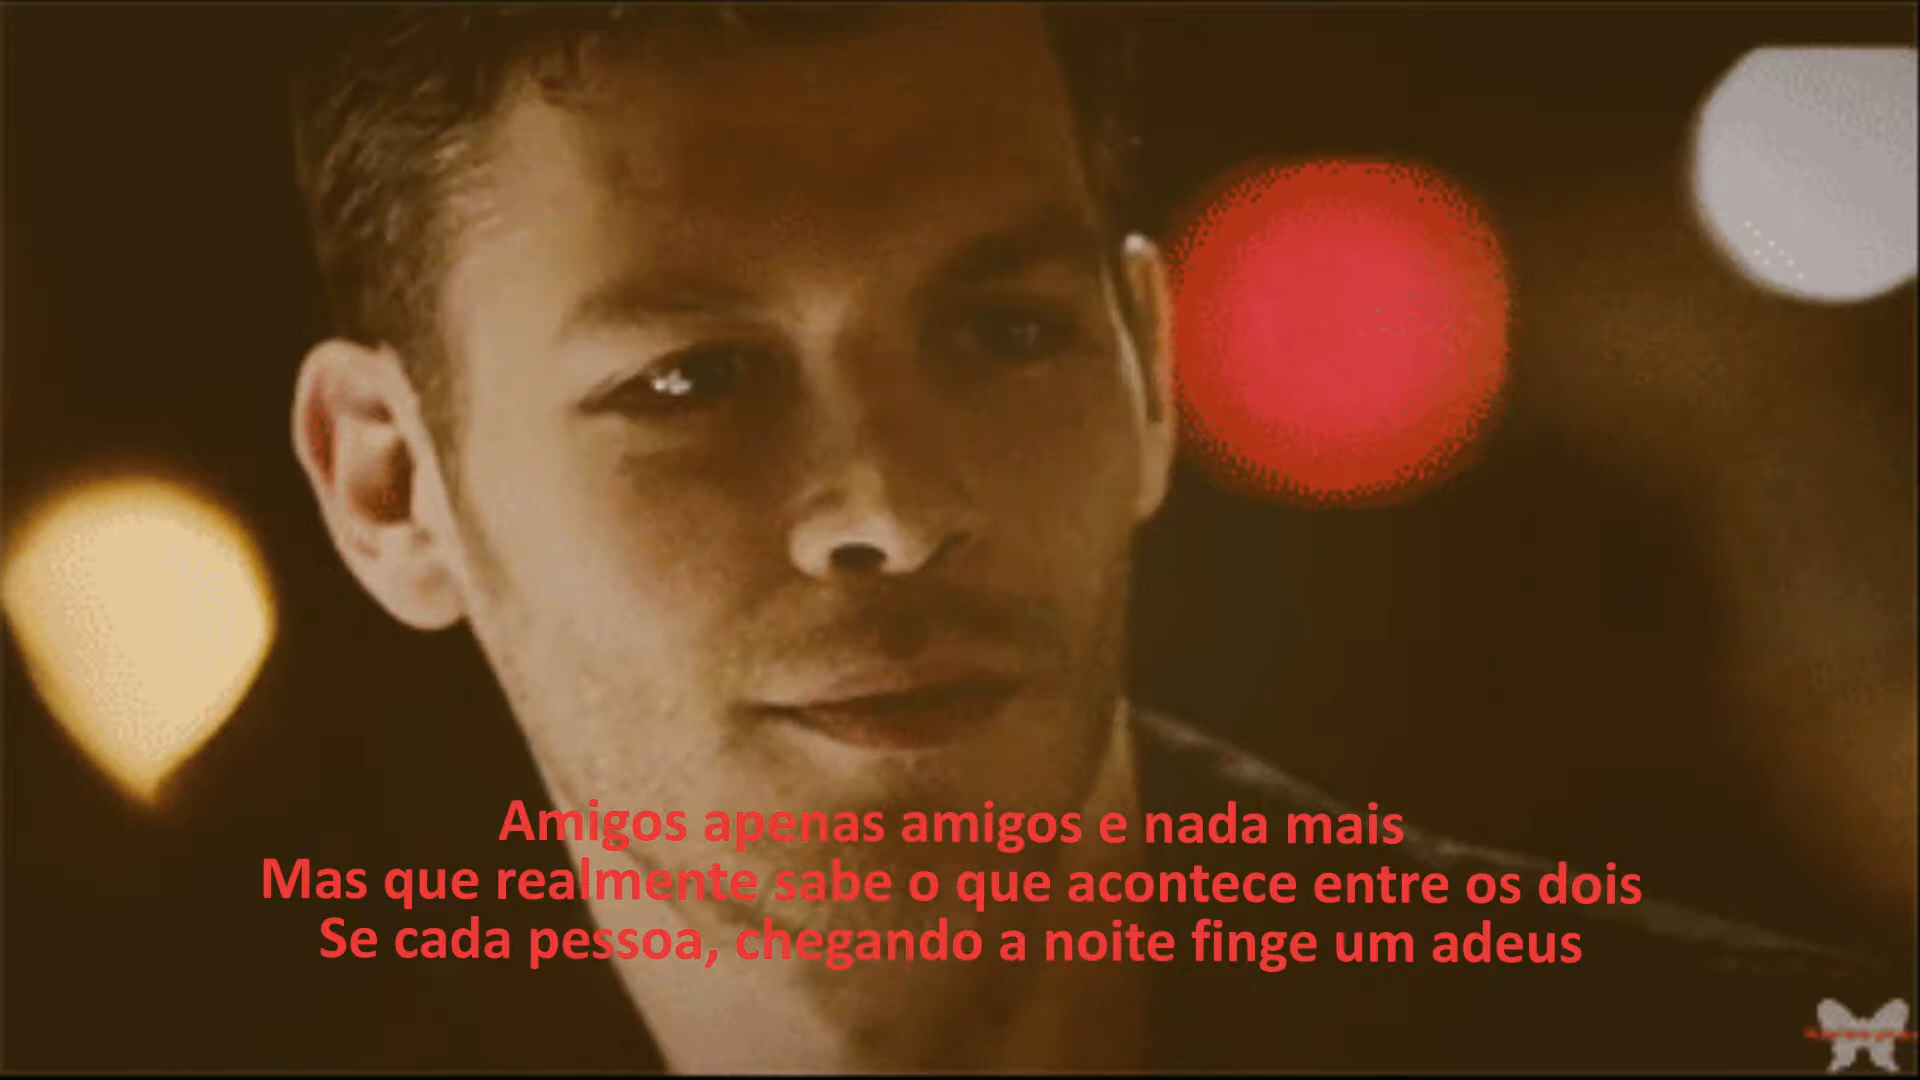 Amigos apenas amigos e nada mais
Mas que realmente sabe o que acontece entre os dois
Se cada pessoa, chegando a noite finge um adeus